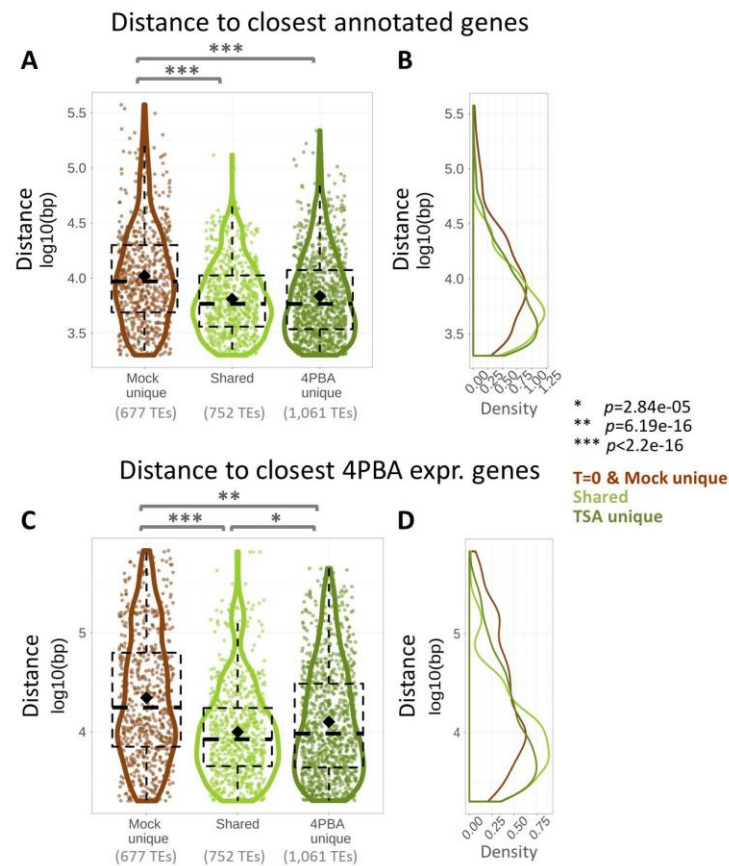 Distance to closest annotated genes
A
B
***
***
Distance
log10(bp)
5.5
5.0
4.5
4.0
3.5
Mock
unique
(677 TEs)
Shared
(752 TEs)
4PBA
unique
(1,061 TEs)
Distance
log10(bp)
5.5
5.0
4.5
4.0
3.5
0.00
0.25
0.50
0.75
1.00
1.25
Density
* p=2.84e-05
** p=6.19e-16
*** p<2.2e-16
T=0 & Mock unique
Shared
TSA unique
Distance to closest 4PBA expr. genes
C
D
**
***
*
Distance
log10(bp)
5
4
Mock
unique
(677 TEs)
Shared
(752 TEs)
4PBA
unique
(1,061 TEs)
Distance
log10(bp)
5
4
0.00
0.25
0.50
0.75
Density